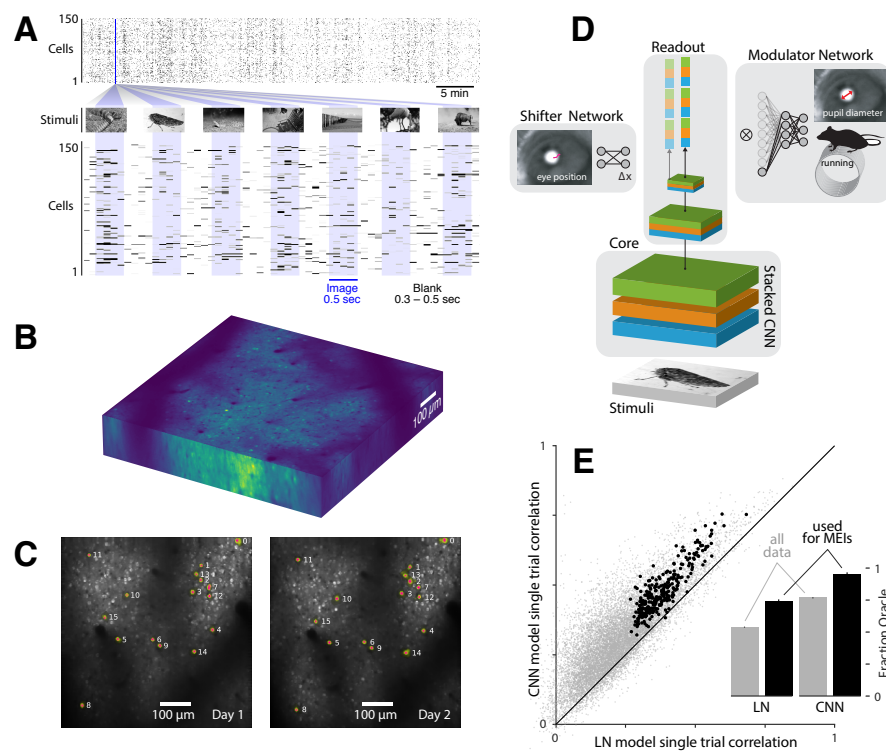 A
150
Cells
1
5 min
Stimuli
150
Cells
1
Image
0.5 sec
Blank
0.3 – 0.5 sec
B
100 μm
C
0
11
1
13
2
7
3
12
10
15
4
5
6
9
14
8
100 μm
Day 1
0
11
1
13
2
7
3
12
10
15
4
5
6
9
14
8
100 μm
Day 2
D
Readout
Modulator Network
pupil diameter
Shifter Network
eye position
Δx
⊗
running
Core
Stacked CNN
Stimuli
E
1
CNN model single trial correlation
0
0
LN model single trial correlation
1
all
data
used
for MEIs
1
Fraction Oracle
0
LN
CNN